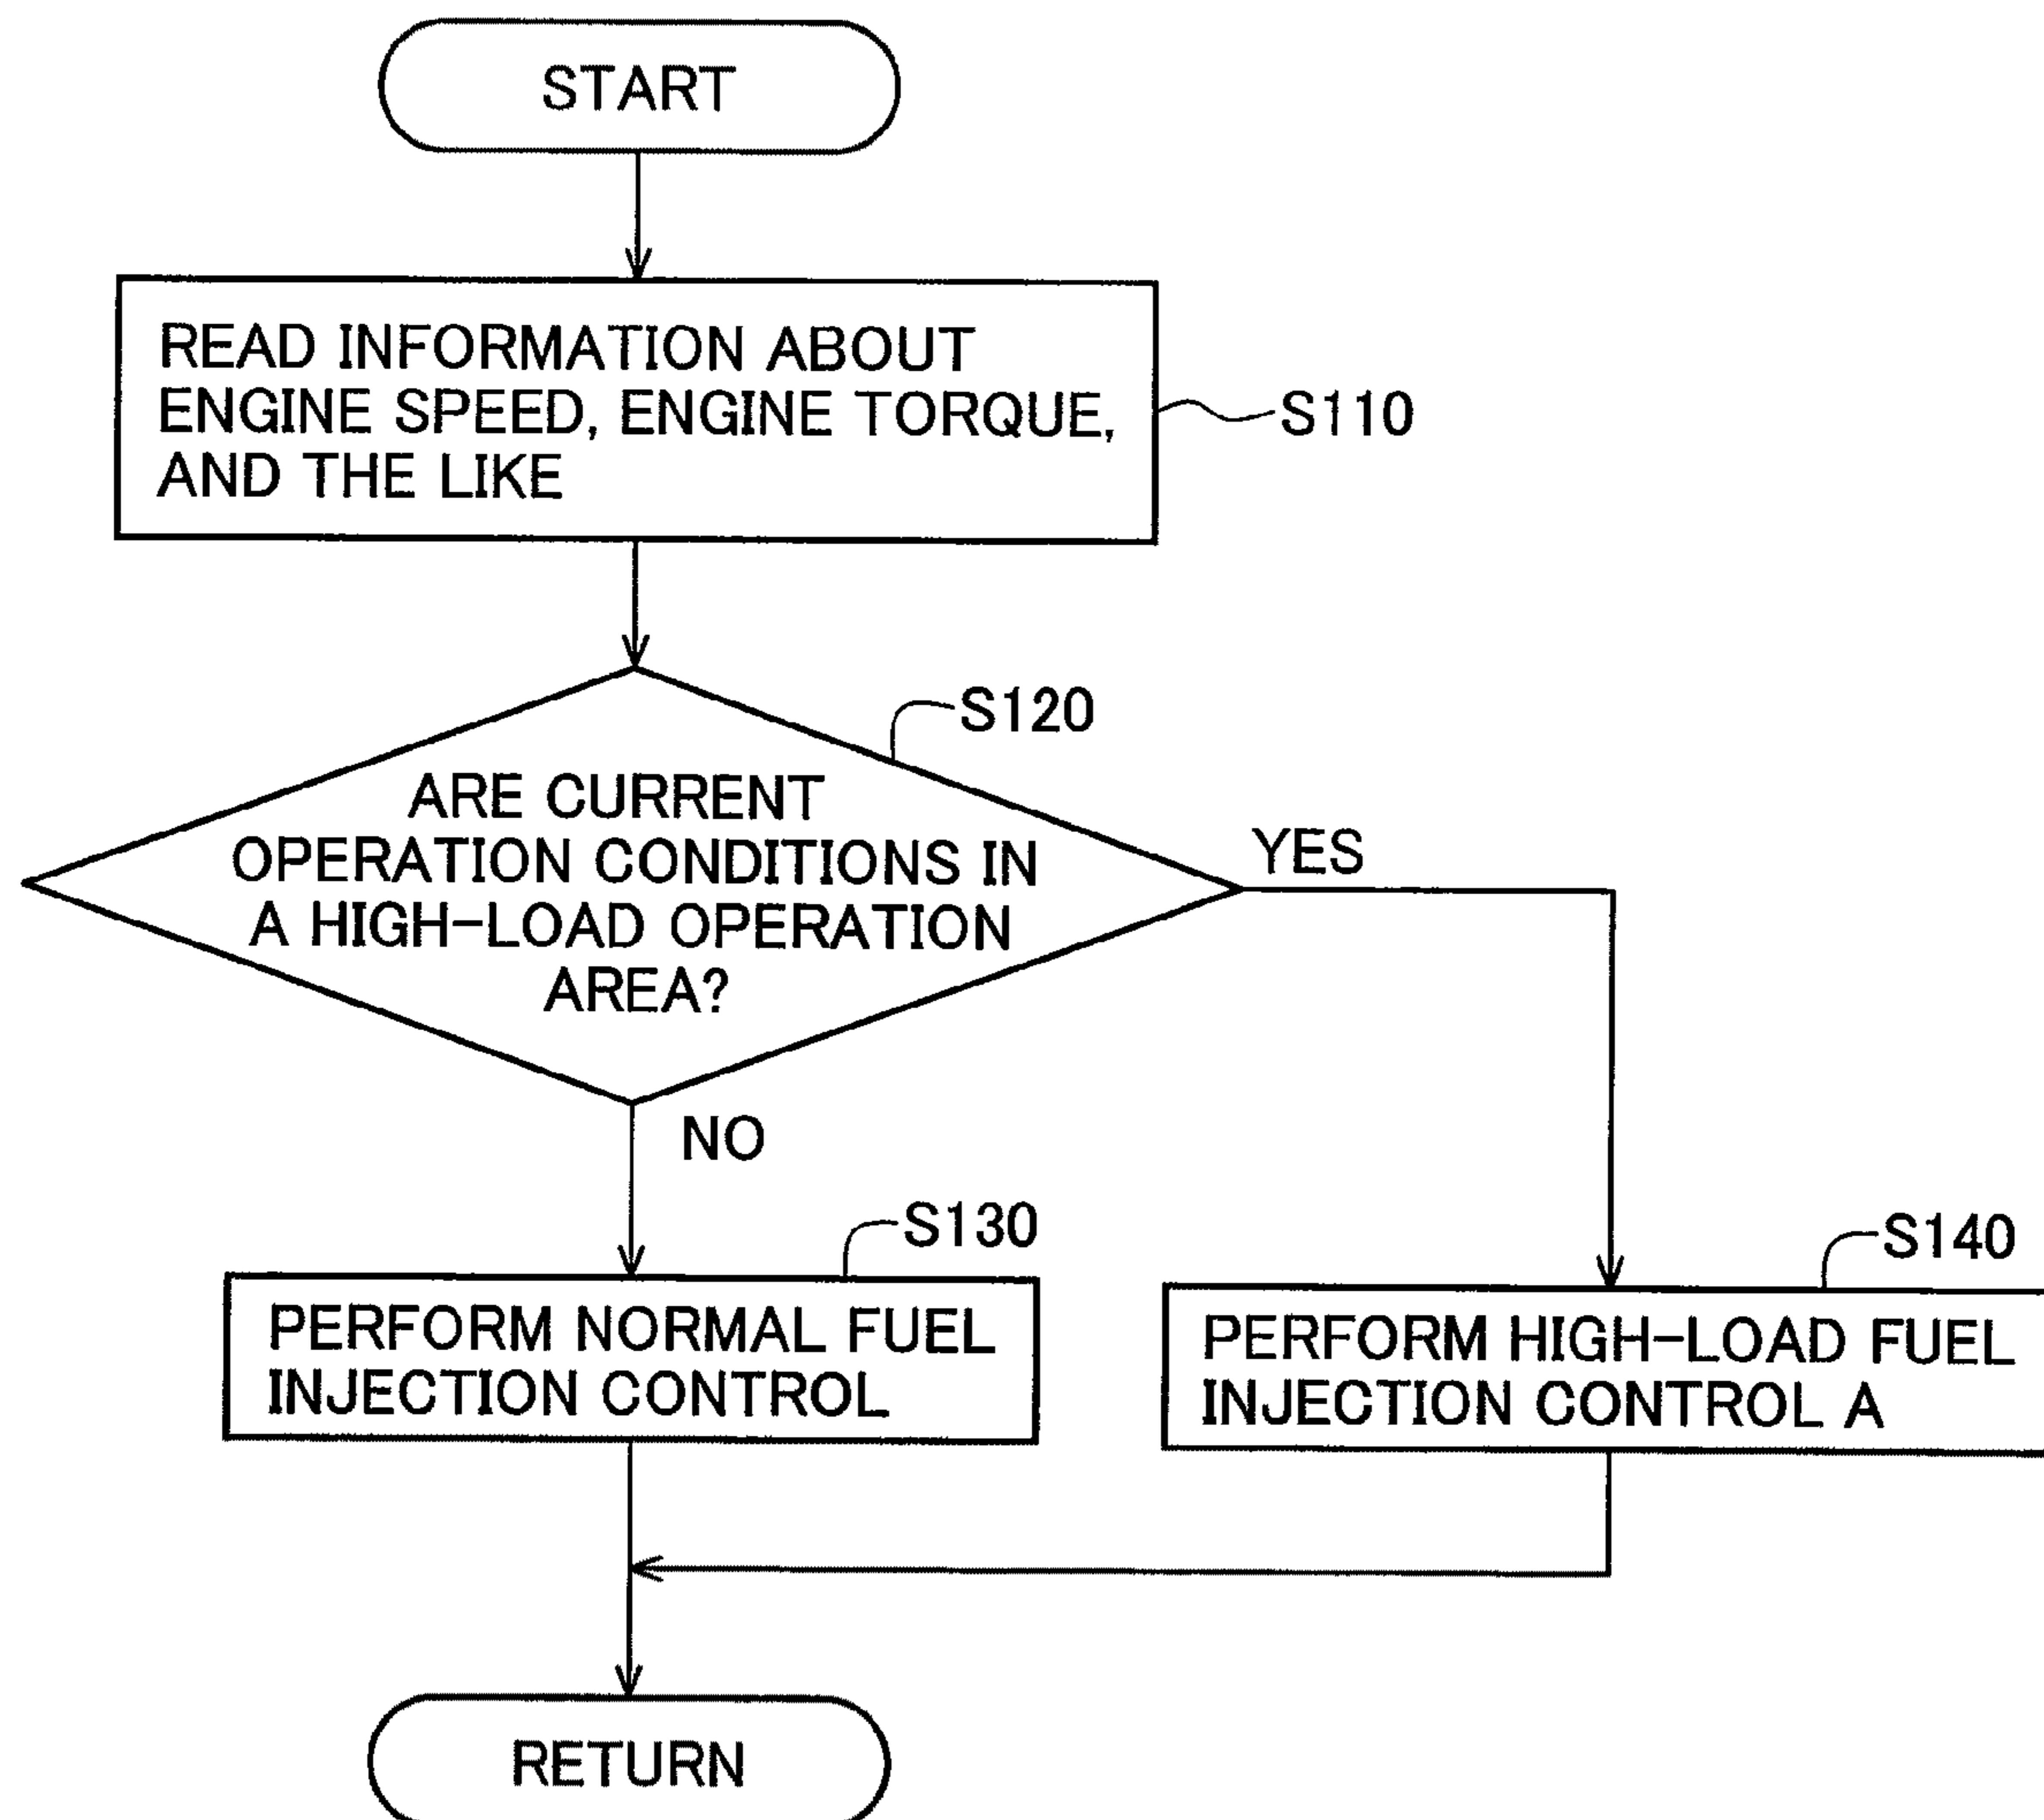 START
READ INFORMATION ABOUT
ENGINE SPEED, ENGINE TORQUE,
AND THE LIKE
S110
S120
ARE CURRENT
OPERATION CONDITIONS IN
A HIGH-LOAD OPERATION
AREA?
YES
NO
S130
PERFORM NORMAL FUEL
INJECTION CONTROL
S140
PERFORM HIGH-LOAD FUEL
INJECTION CONTROL A
RETURN